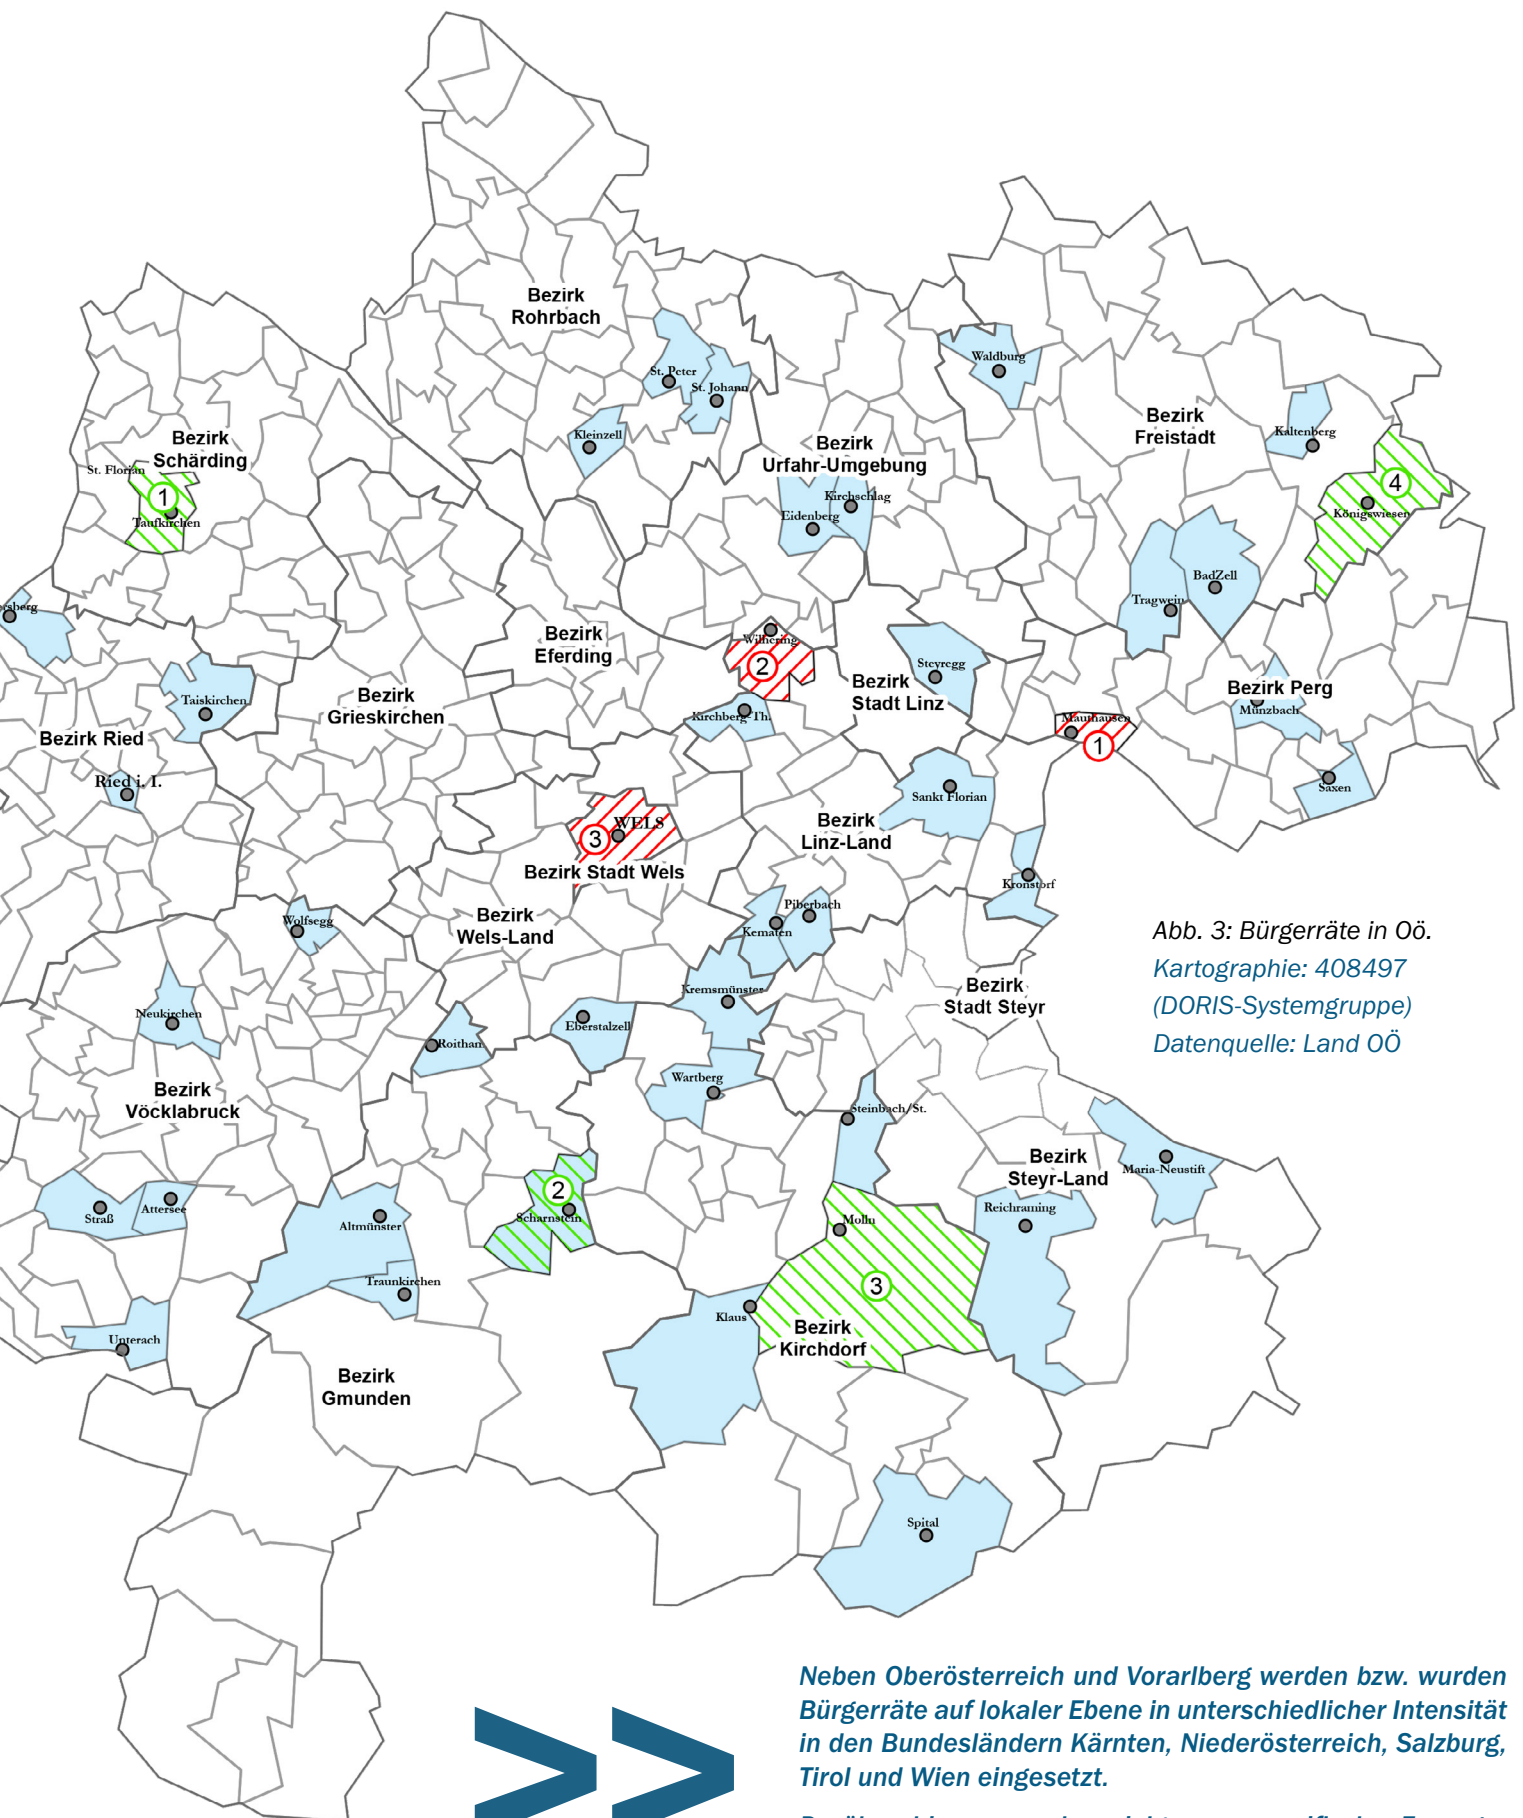 Bezirk
Rohrbach
St. Peter
St. Johann
Kleinzell
Waldburg
Bezirk
Freistadt
Kaltenberg
Bezirk
Schärding
St. Florian
1
Taufkirchen
Bezirk
Urfahr-Umgebung
Kirchschlag
Eidenberg
4
Königswiesen
BadZell
Tragwein
rsberg
Bezirk
Eferding
Wilhering
2
Steyregg
Bezirk
Stadt Linz
Kirchberg-Th.
Mauthausen
1
Bezirk Perg
Münzbach
Saxen
Taiskirchen
Bezirk
Grieskirchen
Bezirk Ried
Ried i. I.
WELS
3
Bezirk Stadt Wels
Sankt Florian
Bezirk
Linz-Land
Kronstorf
Wolfsegg
Bezirk
Wels-Land
Piberbach
Kematen
Kremsmünster
Bezirk
Stadt Steyr
Abb. 3: Bürgerräte in Oö.
Kartographie: 408497
(DORIS-Systemgruppe)
Datenquelle: Land OÖ
Neukirchen
Roithan
Eberstalzell
Wartberg
Bezirk
Vöcklabruck
Steinbach/St.
Bezirk
Steyr-Land
Maria-Neustift
Straß
Attersee
Altmünster
2
Scharnstein
Molln
Reichraming
Traunkirchen
3
Klaus
Bezirk
Kirchdorf
Unterach
Bezirk
Gmunden
Spital
>>
Neben Oberösterreich und Vorarlberg werden bzw. wurden
Bürgerräte auf lokaler Ebene in unterschiedlicher Intensität
in den Bundesländern Kärnten, Niederösterreich, Salzburg,
Tirol und Wien eingesetzt.